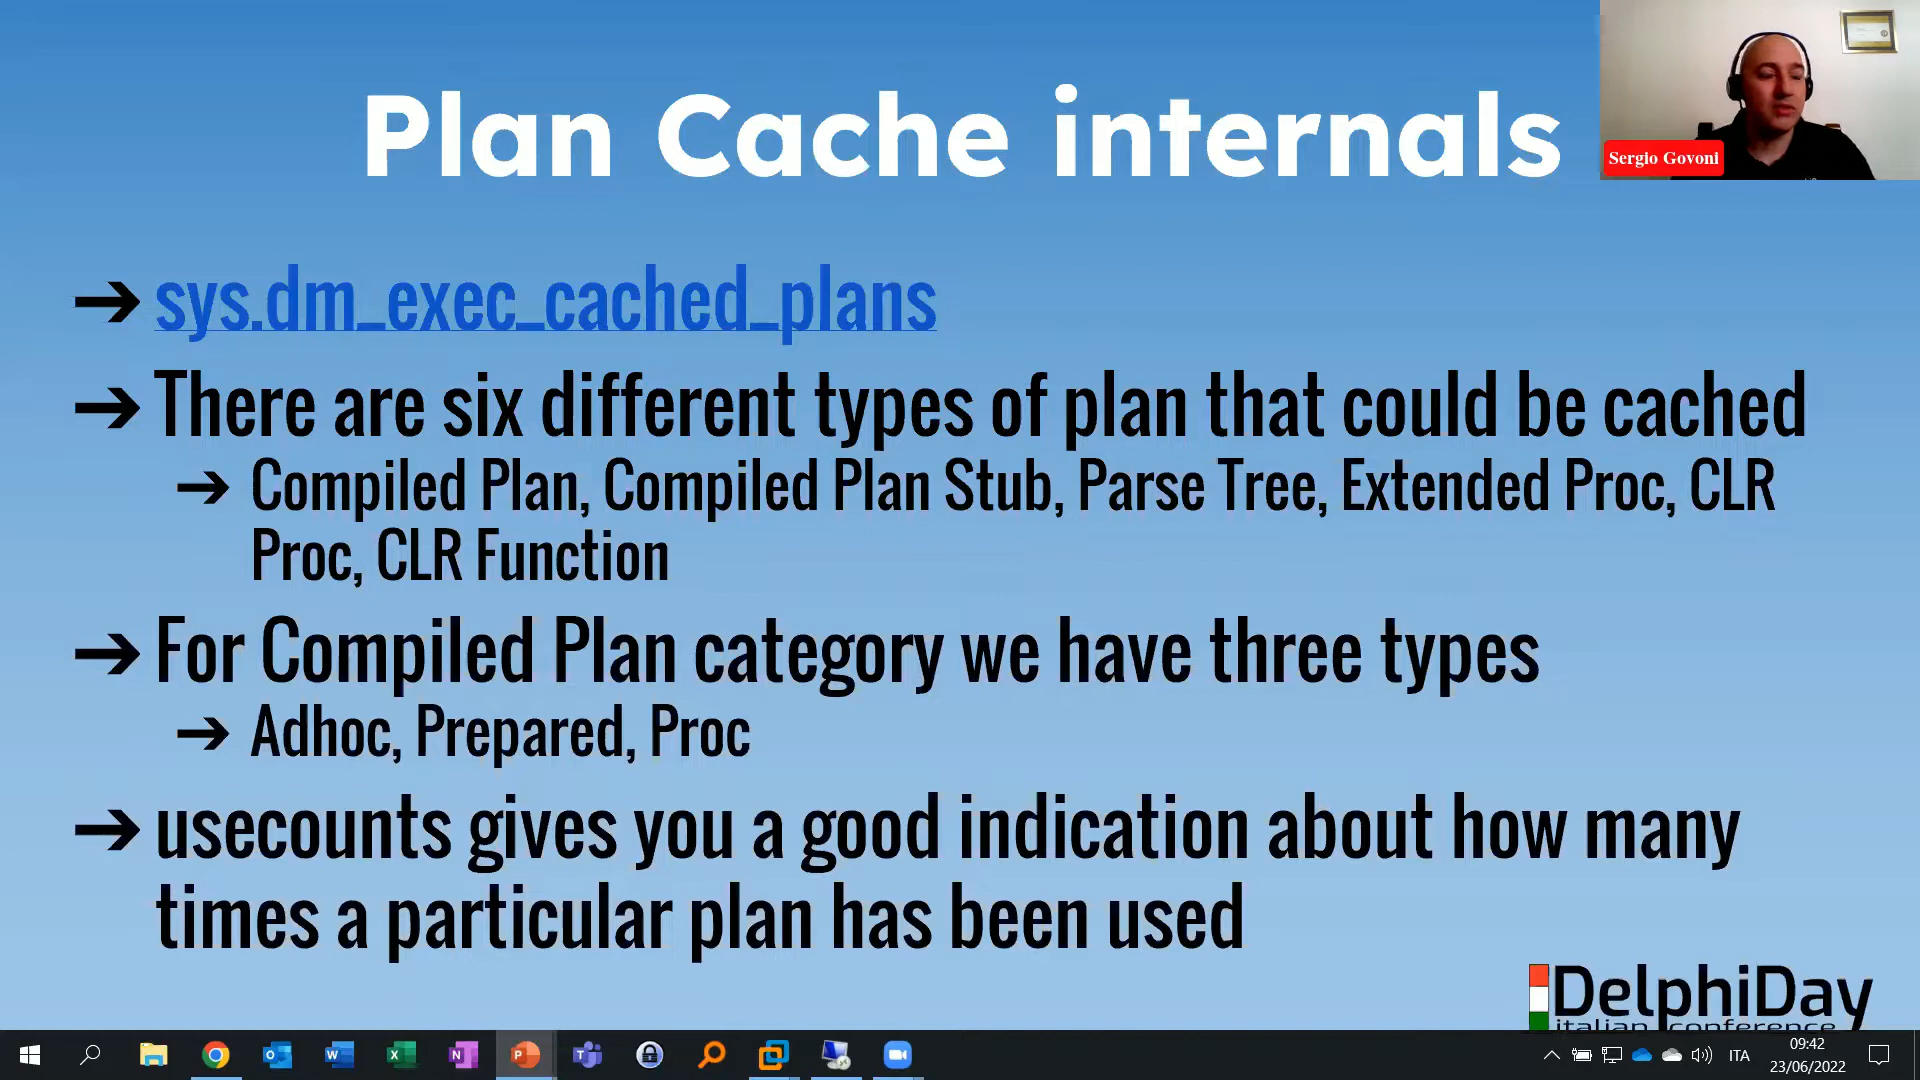 Plan Cache internals
Sergio Govoni
➔ sys.dm_exec_cached_plans
➔ There are six different types of plan that could be cached
➔ Compiled Plan, Compiled Plan Stub, Parse Tree, Extended Proc, CLR
Proc, CLR Function
➔ For Compiled Plan category we have three types
➔ Adhoc, Prepared, Proc
➔ usecounts gives you a good indication about how many
times a particular plan has been used
DelphiDay
italian conference
ITA
09:42
23/06/2022